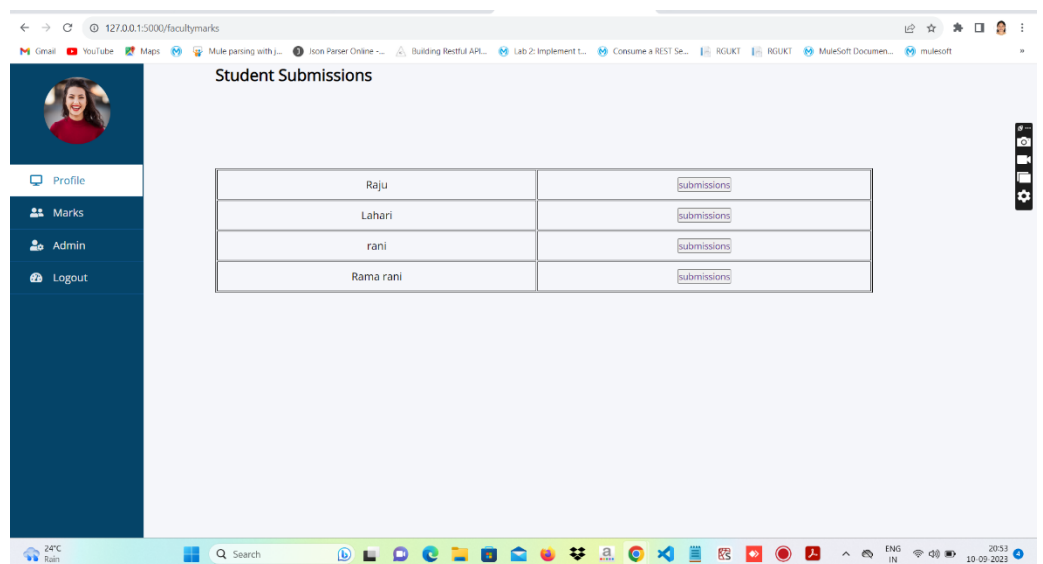 127.0.0.1:5000/facultymarks
Gmail YouTube Maps Mule parsing with j... Json Parser Online -... Building Restful API... Lab 2: Implement t... Consume a REST Se... RGUKT RGUKT MuleSoft Documen... mulesoft »
Student Submissions
Profile
Marks
Admin
Logout
Raju submissions
Lahari submissions
rani submissions
Rama rani submissions
24°C
Rain
Search
ENG
IN
20:53
10-09-2023
4